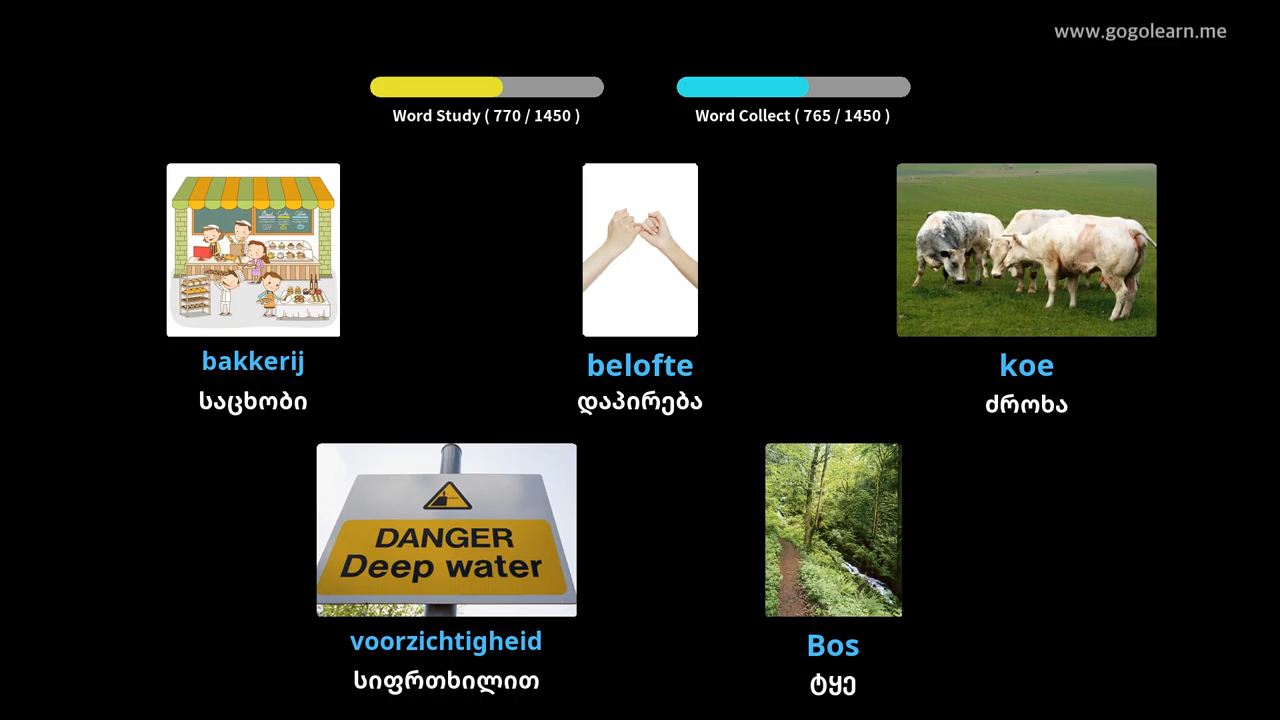 www.gogolearn.me
Word Study ( 770 / 1450 )
Word Collect ( 765 / 1450 )
bakkerij
საცხობი
belofte
დაპირება
koe
ძროხა
DANGER
Deep water
voorzichtigheid
სიფრთხილით
Bos
ტყე